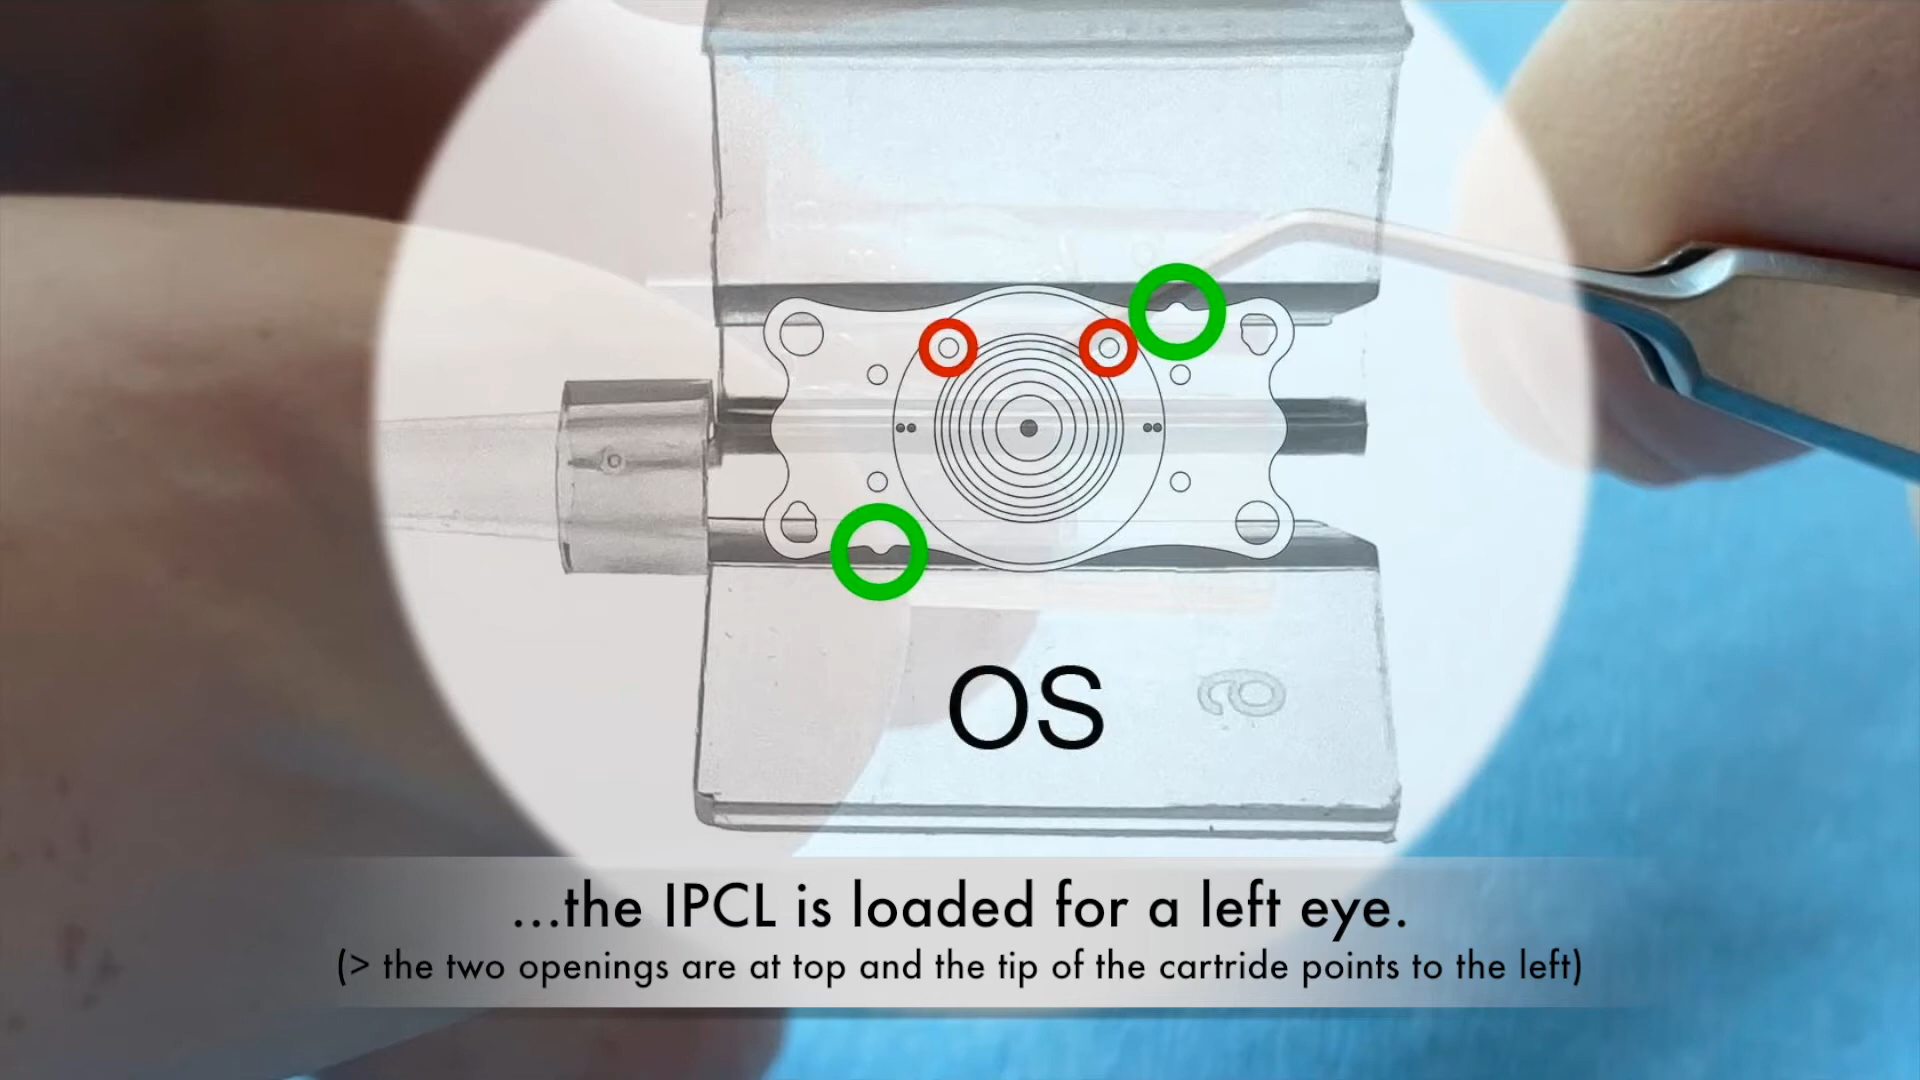 OS
6
...the IPCL is loaded for a left eye.
(> the two openings are at top and the tip of the cartride points to the left)